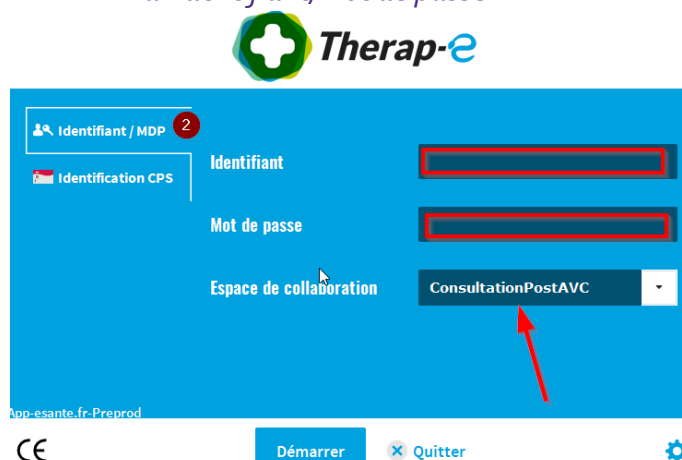 Therap-e
Identifiant / MDP 2
Identification CPS
Identifiant
Mot de passe
Espace de collaboration ConsultationPostAVC
App-esante.fr-Preprod
CE Démarrer Quitter